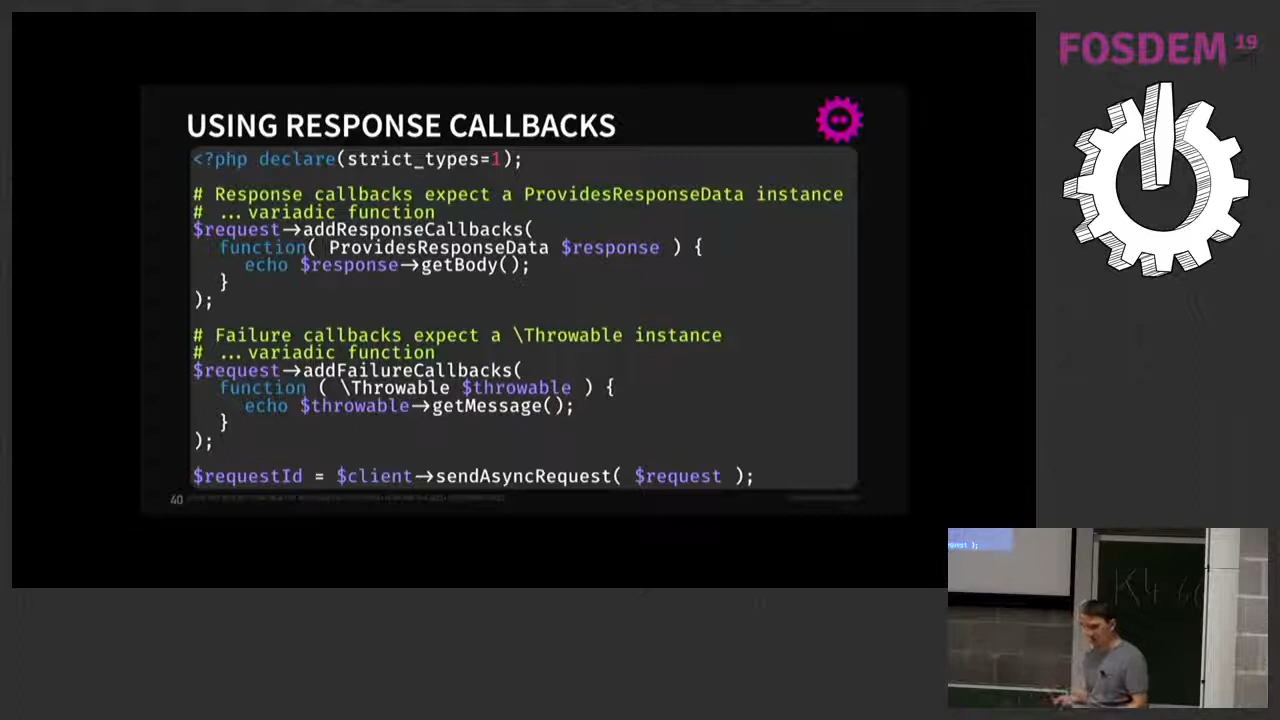 FOSDEM 19
USING RESPONSE CALLBACKS
<?php declare(strict_types=1);
# Response callbacks expect a ProvidesResponseData instance
# ...variadic function
$request->addResponseCallbacks(
function( ProvidesResponseData $response ) {
echo $response->getBody();
}
);
# Failure callbacks expect a \Throwable instance
# ...variadic function
$request->addFailureCallbacks(
function ( \Throwable $throwable ) {
echo $throwable->getMessage();
}
);
$requestId = $client->sendAsyncRequest( $request );
40